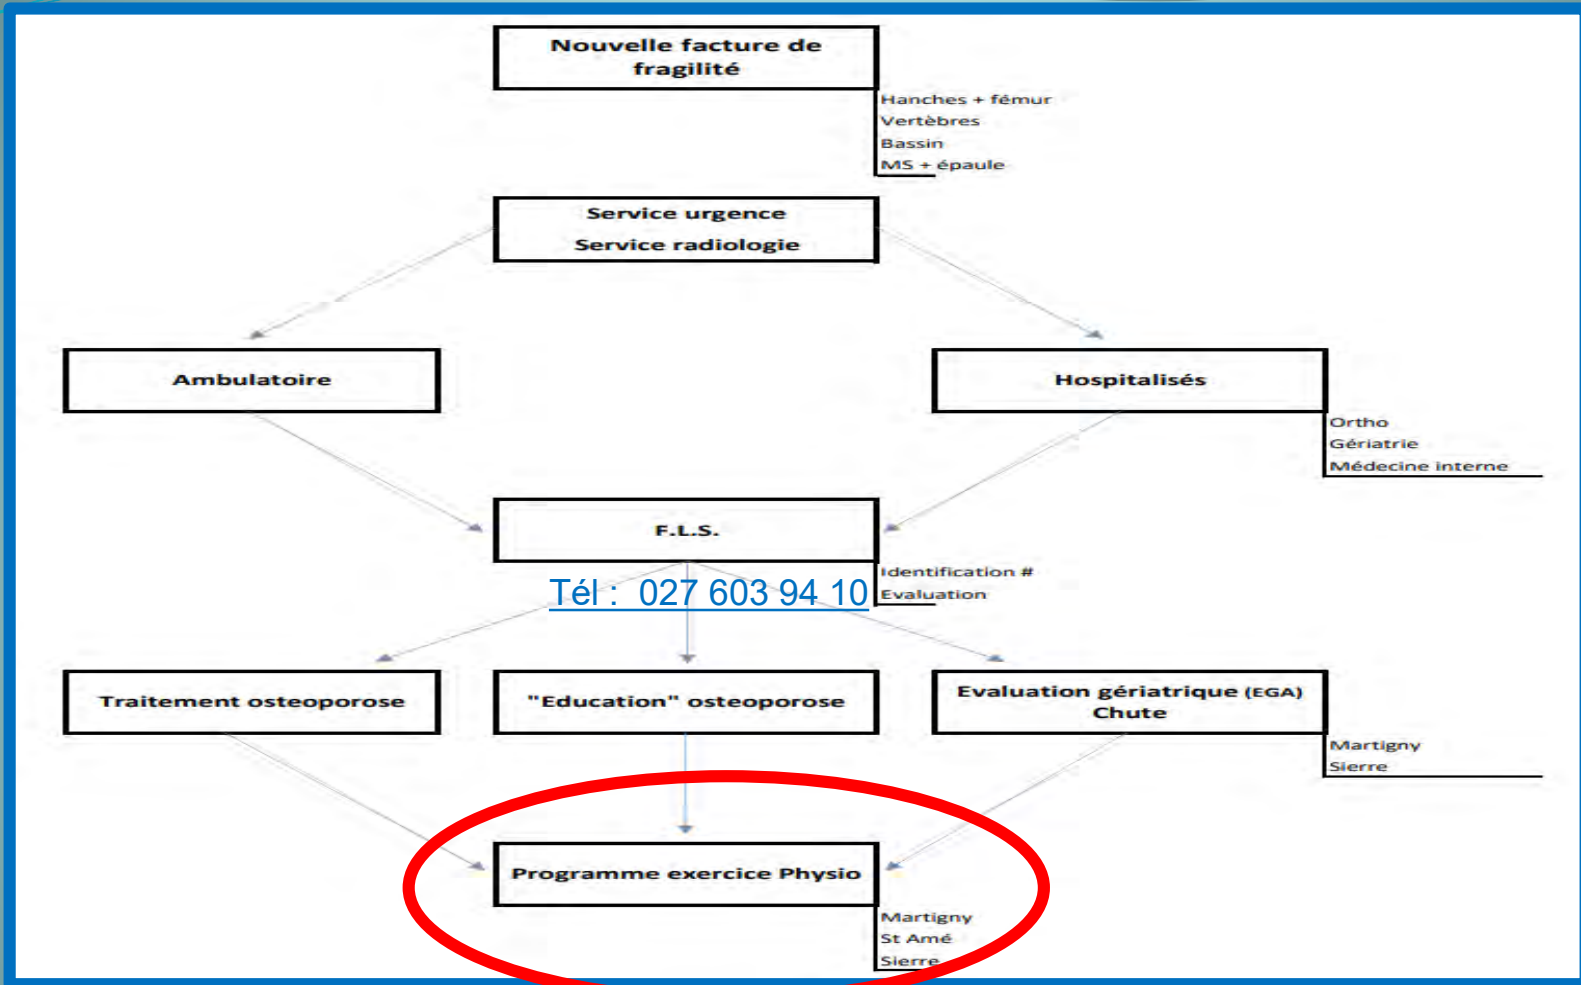 Nouvelle facture de
fragilité
Hanches + fémur
Vertèbres
Bassin
MS + épaule
Service urgence
Service radiologie
Ambulatoire
Hospitalisés
Ortho
Gériatrie
Médecine interne
F.L.S.
Identification #
Evaluation
Tél : 027 603 94 10
Traitement osteoporose
"Education" osteoporose
Evaluation gériatrique (EGA)
Chute
Martigny
Sierre
Programme exercice Physio
Martigny
St Amé
Sierre